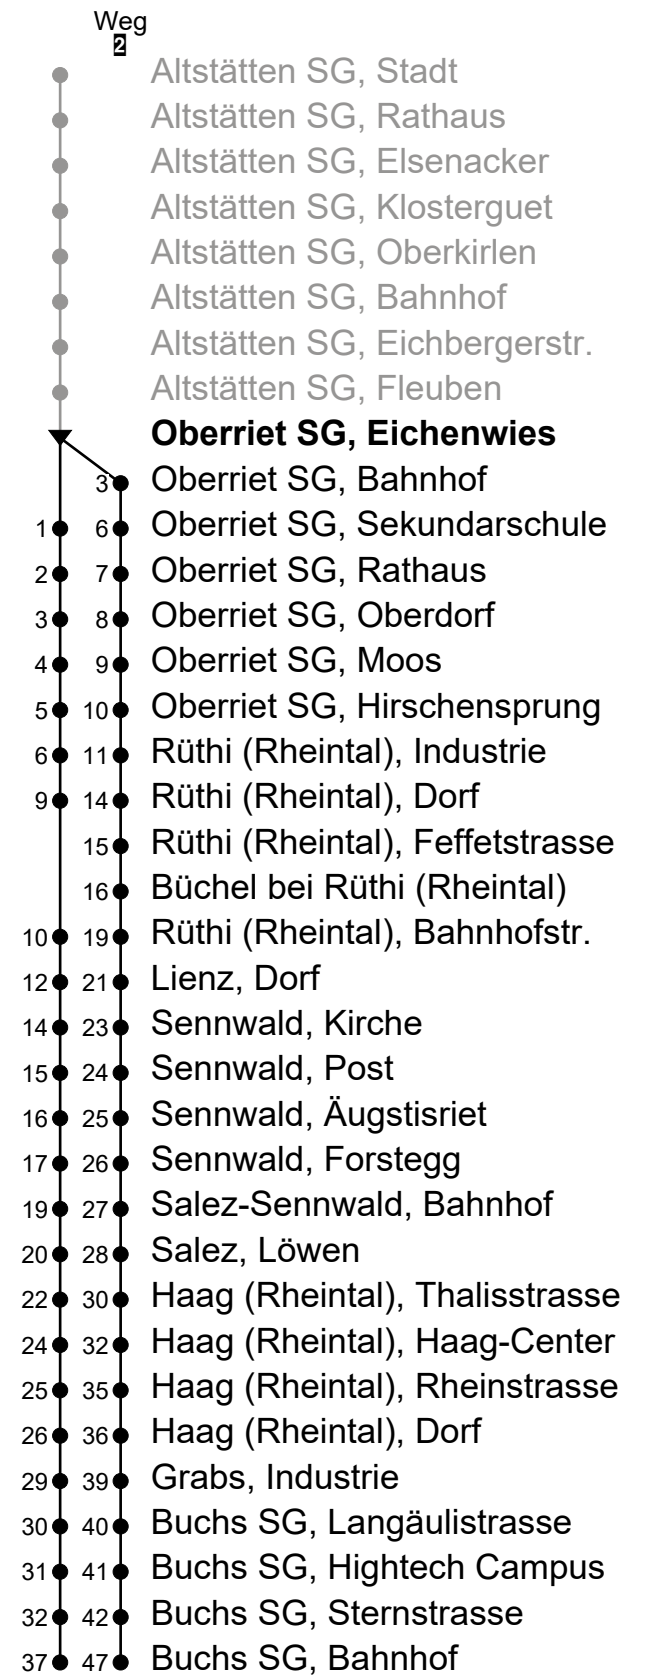 Weg
2
Altstätten SG, Stadt
Altstätten SG, Rathaus
Altstätten SG, Elsenacker
Altstätten SG, Klosterguet
Altstätten SG, Oberkirlen
Altstätten SG, Bahnhof
Altstätten SG, Eichbergerstr.
Altstätten SG, Fleuben
Oberriet SG, Eichenwies
3 Oberriet SG, Bahnhof
1 6 Oberriet SG, Sekundarschule
2 7 Oberriet SG, Rathaus
3 8 Oberriet SG, Oberdorf
4 9 Oberriet SG, Moos
5 10 Oberriet SG, Hirschensprung
6 11 Rüthi (Rheintal), Industrie
9 14 Rüthi (Rheintal), Dorf
15 Rüthi (Rheintal), Feffetstrasse
16 Büchel bei Rüthi (Rheintal)
10 19 Rüthi (Rheintal), Bahnhofstr.
12 21 Lienz, Dorf
14 23 Sennwald, Kirche
15 24 Sennwald, Post
16 25 Sennwald, Äugstisriet
17 26 Sennwald, Forstegg
19 27 Salez-Sennwald, Bahnhof
20 28 Salez, Löwen
22 30 Haag (Rheintal), Thalisstrasse
24 32 Haag (Rheintal), Haag-Center
25 35 Haag (Rheintal), Rheinstrasse
26 36 Haag (Rheintal), Dorf
29 39 Grabs, Industrie
30 40 Buchs SG, Langäulistrasse
31 41 Buchs SG, Hightech Campus
32 42 Buchs SG, Sternstrasse
37 47 Buchs SG, Bahnhof